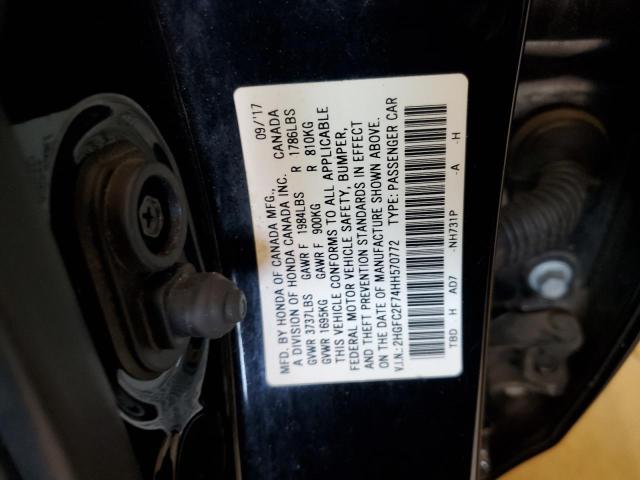 09/'17
MFD. BY HONDA OF CANADA MFG.,
A DIVISION OF HONDA CANADA INC. CANADA
GVWR 3737LBS GAWR F 1984LBS R 1786LBS
GVWR 1695KG GAWR F 900KG R 810KG
THIS VEHICLE CONFORMS TO ALL APPLICABLE
FEDERAL MOTOR VEHICLE SAFETY, BUMPER,
AND THEFT PREVENTION STANDARDS IN EFFECT
ON THE DATE OF MANUFACTURE SHOWN ABOVE.
V.I.N.: 2HGFC2F74HH570772 TYPE: PASSENGER CAR
TBD H AD7 -NH731P -A -H